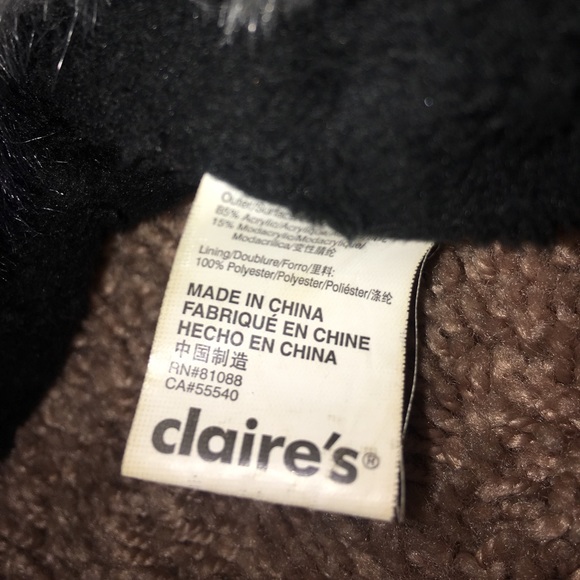 Outer/Surface
85% Acrylic/Acrylique
15% Modacrylic/Modacrylique/
Modacrílica/变性腈纶
Lining/Doublure/Forro/里料:
100% Polyester/Polyester/Poliéster/涤纶
MADE IN CHINA
FABRIQUÉ EN CHINE
HECHO EN CHINA
中国制造
RN#81088
CA#55540
claire's®